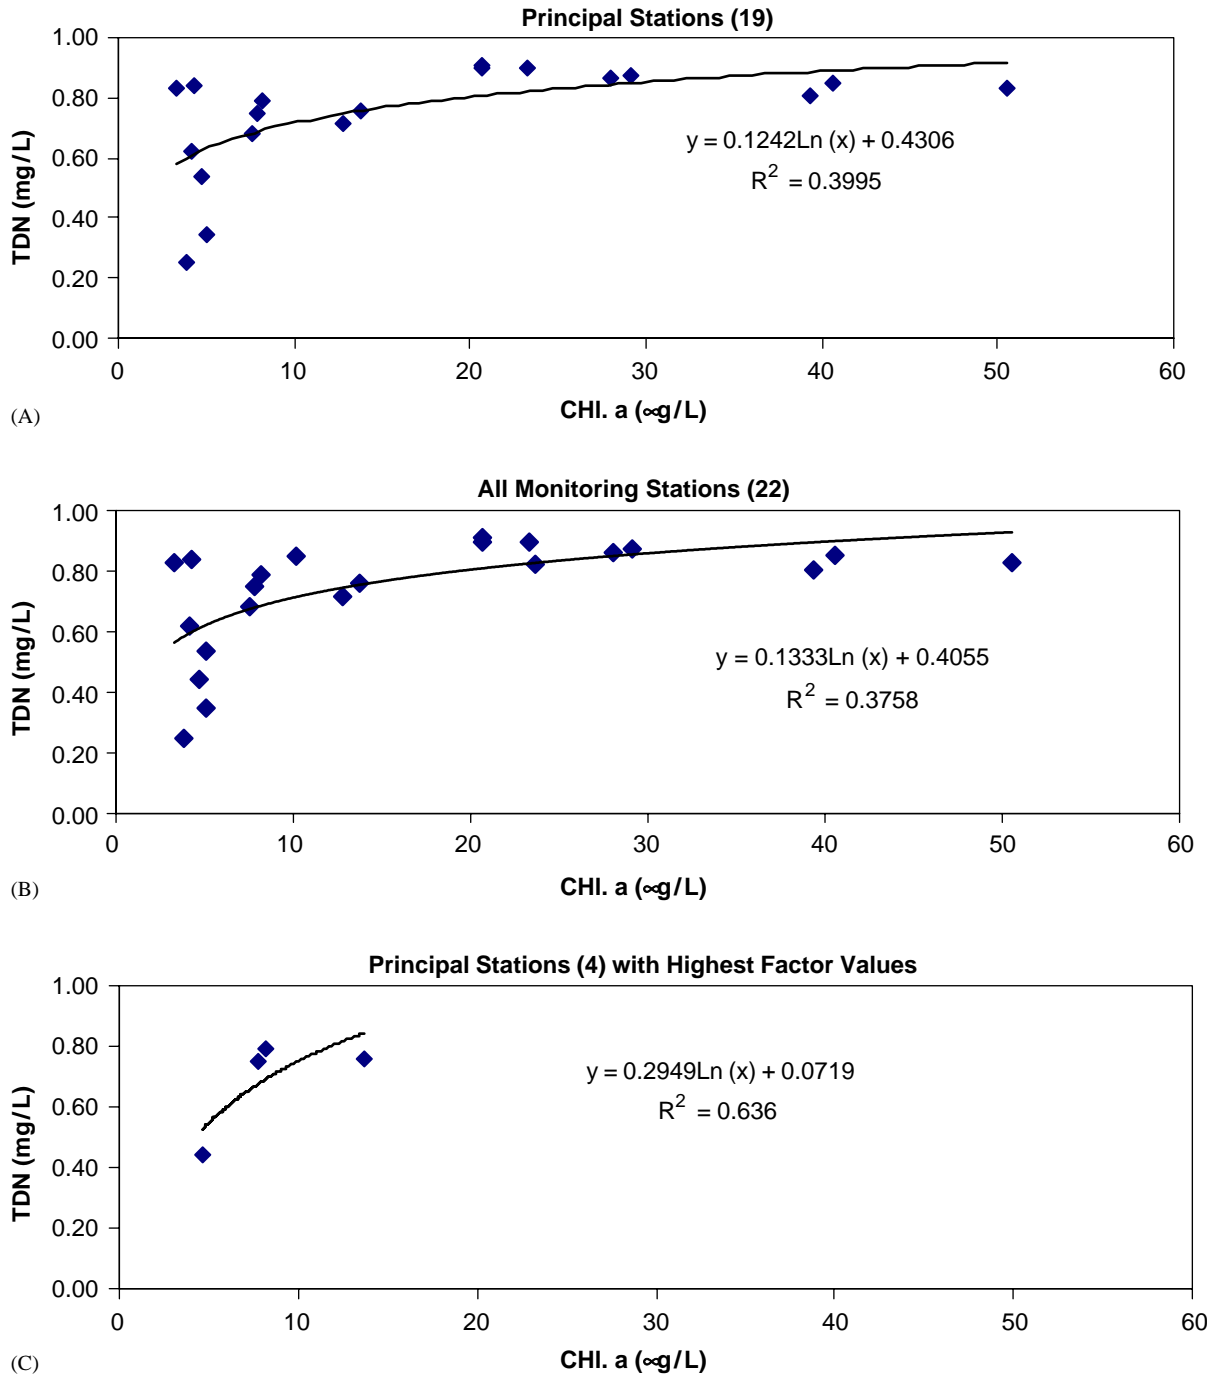 Principal Stations (19)
1.00
0.80
0.60
0.40
0.20
0.00
TDN (mg/L)
y = 0.1242Ln (x) + 0.4306
R² = 0.3995
0 10 20 30 40 50 60
CHI. a (∝g/L)
(A)
All Monitoring Stations (22)
1.00
0.80
0.60
0.40
0.20
0.00
TDN (mg/L)
y = 0.1333Ln (x) + 0.4055
R² = 0.3758
0 10 20 30 40 50 60
CHI. a (∝g/L)
(B)
Principal Stations (4) with Highest Factor Values
1.00
0.80
0.60
0.40
0.20
0.00
TDN (mg/L)
y = 0.2949Ln (x) + 0.0719
R² = 0.636
0 10 20 30 40 50 60
CHI. a (∝g/L)
(C)